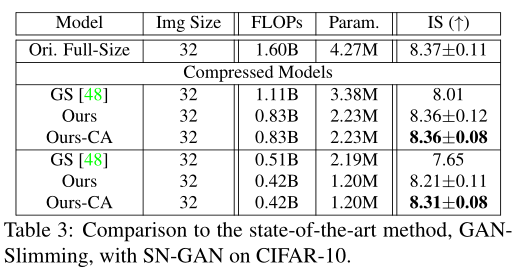 Model Img Size FLOPs Param. IS (↑)
Ori. Full-Size 32 1.60B 4.27M 8.37±0.11
Compressed Models
GS [48] 32 1.11B 3.38M 8.01
Ours 32 0.83B 2.23M 8.36±0.12
Ours-CA 32 0.83B 2.23M 8.36±0.08
GS [48] 32 0.51B 2.19M 7.65
Ours 32 0.42B 1.20M 8.21±0.11
Ours-CA 32 0.42B 1.20M 8.31±0.08
Table 3: Comparison to the state-of-the-art method, GAN-
Slimming, with SN-GAN on CIFAR-10.